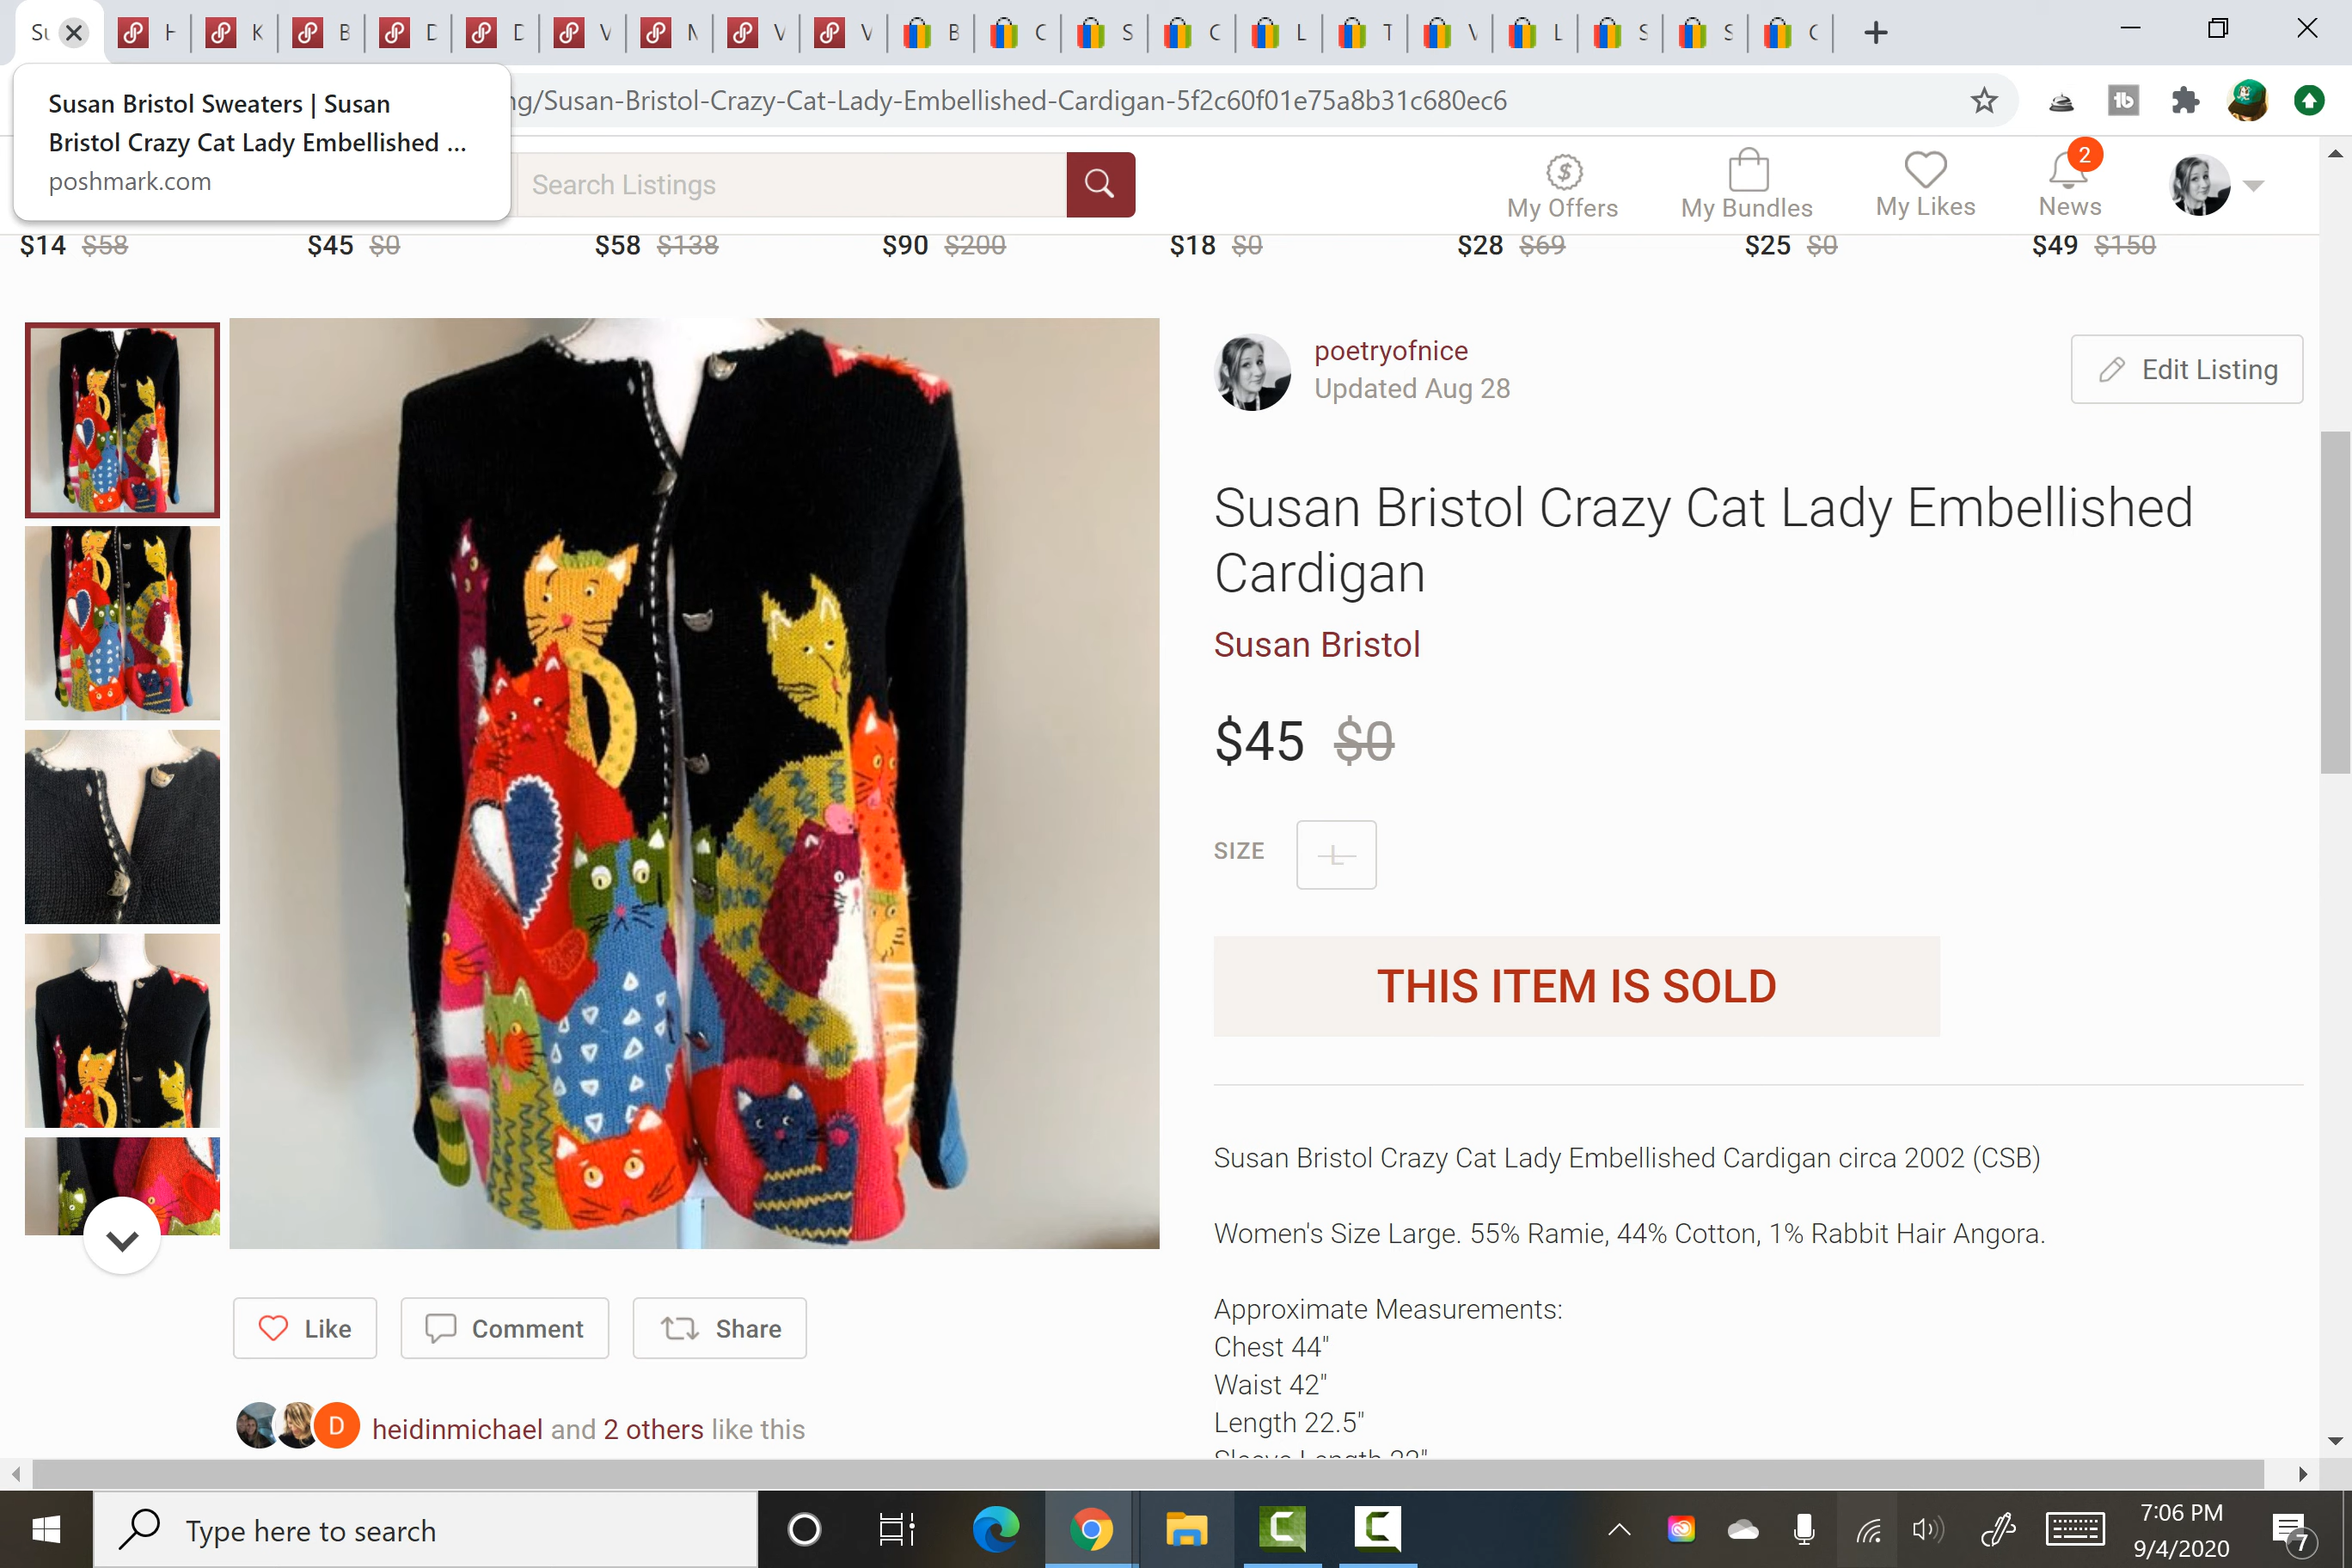 Su
H
K
B
D
D
V
M
V
V
B
C
S
C
L
T
V
L
S
S
C
Susan Bristol Sweaters | Susan
Bristol Crazy Cat Lady Embellished ...
poshmark.com
ng/Susan-Bristol-Crazy-Cat-Lady-Embellished-Cardigan-5f2c60f01e75a8b31c680ec6
tb
Search Listings
My Offers
My Bundles
My Likes
2
News
$14 $58
$45 $0
$58 $138
$90 $200
$18 $0
$28 $69
$25 $0
$49 $150
poetryofnice
Updated Aug 28
Edit Listing
Susan Bristol Crazy Cat Lady Embellished
Cardigan
Susan Bristol
$45 $0
SIZE L
THIS ITEM IS SOLD
Susan Bristol Crazy Cat Lady Embellished Cardigan circa 2002 (CSB)
Women's Size Large. 55% Ramie, 44% Cotton, 1% Rabbit Hair Angora.
Approximate Measurements:
Chest 44"
Waist 42"
Length 22.5"
Sleeve Length
Like
Comment
Share
D
heidinmichael and 2 others like this
Type here to search
7:06 PM
9/4/2020
7